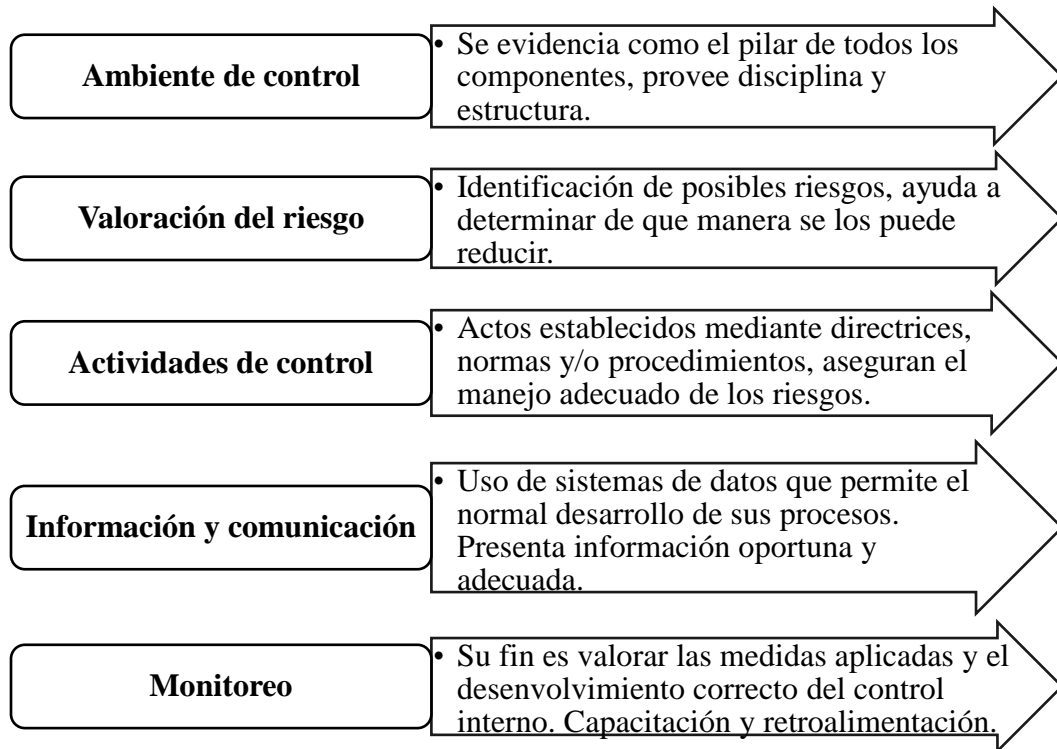 Ambiente de control
• Se evidencia como el pilar de todos los
componentes, provee disciplina y
estructura.
Valoración del riesgo
• Identificación de posibles riesgos, ayuda a
determinar de que manera se los puede
reducir.
Actividades de control
• Actos establecidos mediante directrices,
normas y/o procedimientos, aseguran el
manejo adecuado de los riesgos.
Información y comunicación
• Uso de sistemas de datos que permite el
normal desarrollo de sus procesos.
Presenta información oportuna y
adecuada.
Monitoreo
• Su fin es valorar las medidas aplicadas y el
desenvolvimiento correcto del control
interno. Capacitación y retroalimentación.